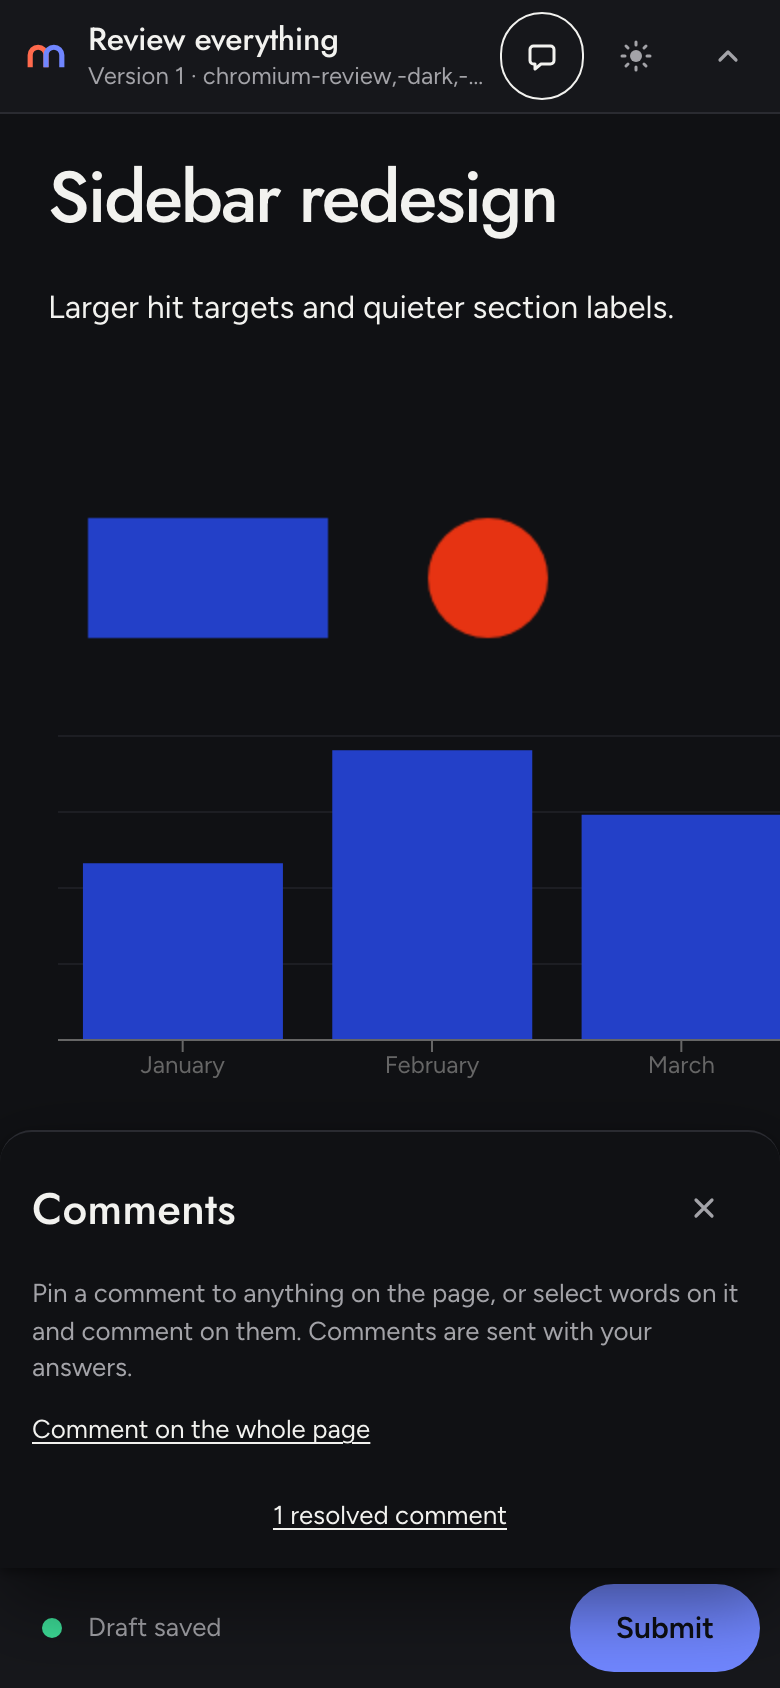 Review everything
Version 1 · chromium-review,-dark,-...
Sidebar redesign
Larger hit targets and quieter section labels.
January February March
Comments
Pin a comment to anything on the page, or select words on it
and comment on them. Comments are sent with your
answers.
Comment on the whole page
1 resolved comment
Draft saved
Submit